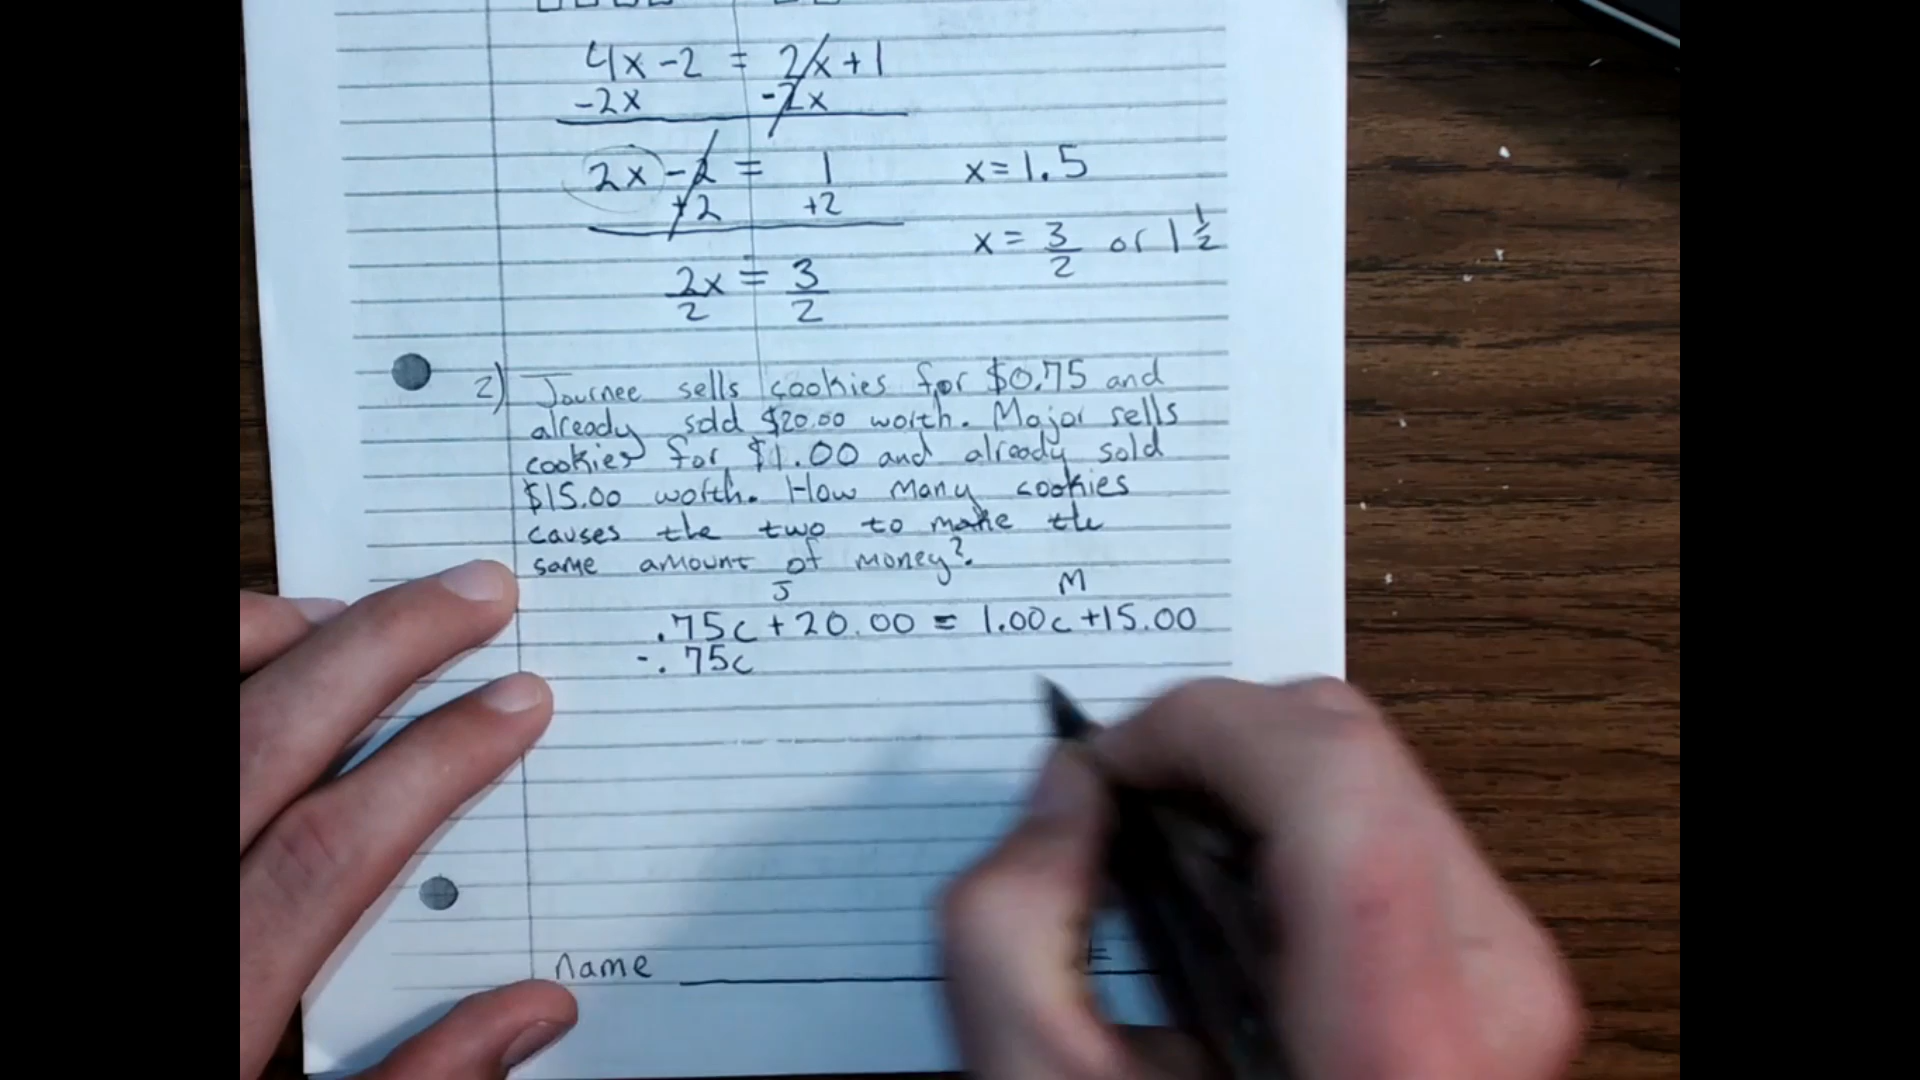 4x - 2 = 2x + 1
-2x -2x
2x - 2 = 1
+2 +2
2x = 3
2 2
x = 1.5
x = 3/2 or 1 1/2
2) Journee sells cookies for $0.75 and
already sold $20.00 worth. Major sells
cookies for $1.00 and already sold
$15.00 worth. How many cookies
causes the two to make the
same amount of money?
J M
.75c + 20.00 = 1.00c + 15.00
-.75c
name